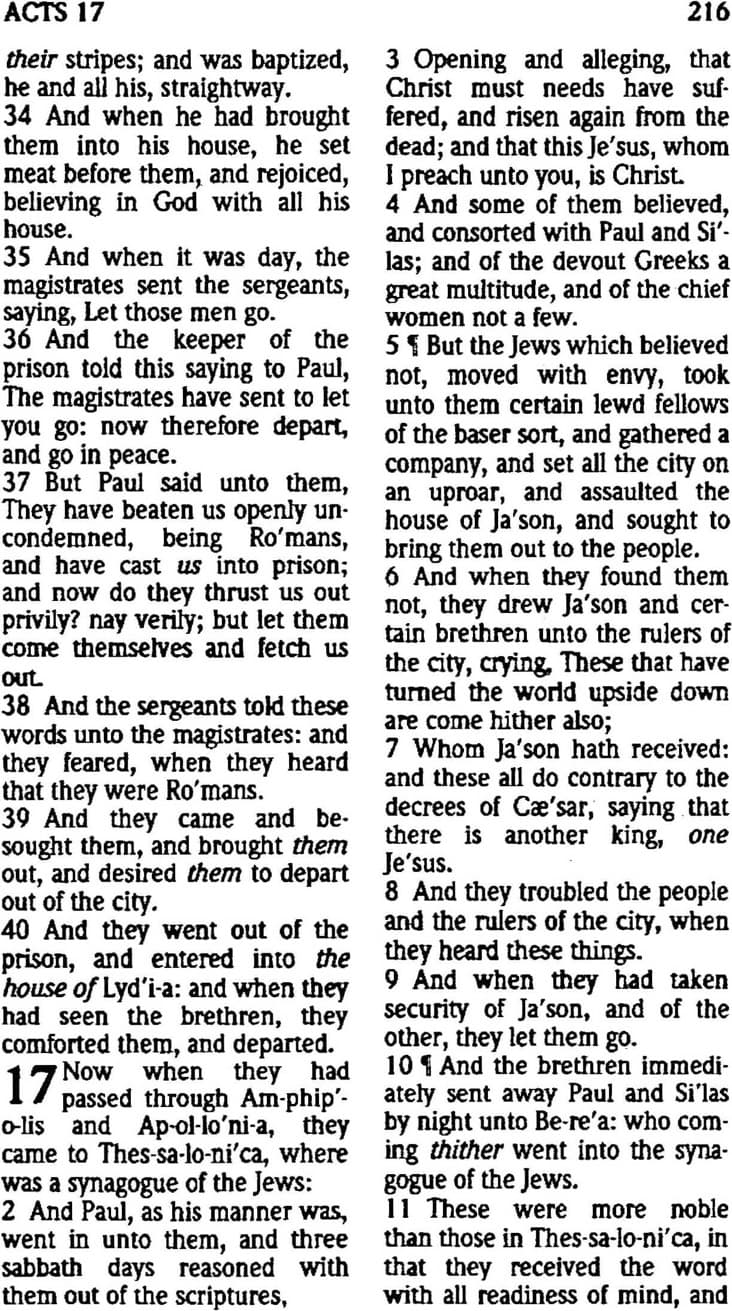 ACTS 17
216
their stripes; and was baptized,
he and all his, straightway.
34 And when he had brought
them into his house, he set
meat before them, and rejoiced,
believing in God with all his
house.
35 And when it was day, the
magistrates sent the sergeants,
saying, Let those men go.
36 And the keeper of the
prison told this saying to Paul,
The magistrates have sent to let
you go: now therefore depart,
and go in peace.
37 But Paul said unto them,
They have beaten us openly un-
condemned, being Ro'mans,
and have cast us into prison;
and now do they thrust us out
privily? nay verily; but let them
come themselves and fetch us
out.
38 And the sergeants told these
words unto the magistrates: and
they feared, when they heard
that they were Ro'mans.
39 And they came and be-
sought them, and brought them
out, and desired them to depart
out of the city.
40 And they went out of the
prison, and entered into the
house of Lyd'i-a: and when they
had seen the brethren, they
comforted them, and departed.
17 Now when they had
passed through Am-phip'-
o-lis and Ap-ol-lo'ni-a, they
came to Thes-sa-lo-ni'ca, where
was a synagogue of the Jews:
2 And Paul, as his manner was,
went in unto them, and three
sabbath days reasoned with
them out of the scriptures,
3 Opening and alleging, that
Christ must needs have suf-
fered, and risen again from the
dead; and that this Je'sus, whom
I preach unto you, is Christ.
4 And some of them believed,
and consorted with Paul and Si'-
las; and of the devout Greeks a
great multitude, and of the chief
women not a few.
5 ¶ But the Jews which believed
not, moved with envy, took
unto them certain lewd fellows
of the baser sort, and gathered a
company, and set all the city on
an uproar, and assaulted the
house of Ja'son, and sought to
bring them out to the people.
6 And when they found them
not, they drew Ja'son and cer-
tain brethren unto the rulers of
the city, crying, These that have
turned the world upside down
are come hither also;
7 Whom Ja'son hath received:
and these all do contrary to the
decrees of Cæ'sar, saying that
there is another king, one
Je'sus.
8 And they troubled the people
and the rulers of the city, when
they heard these things.
9 And when they had taken
security of Ja'son, and of the
other, they let them go.
10 ¶ And the brethren immedi-
ately sent away Paul and Si'las
by night unto Be-re'a: who com-
ing thither went into the syna-
gogue of the Jews.
11 These were more noble
than those in Thes-sa-lo-ni'ca, in
that they received the word
with all readiness of mind, and